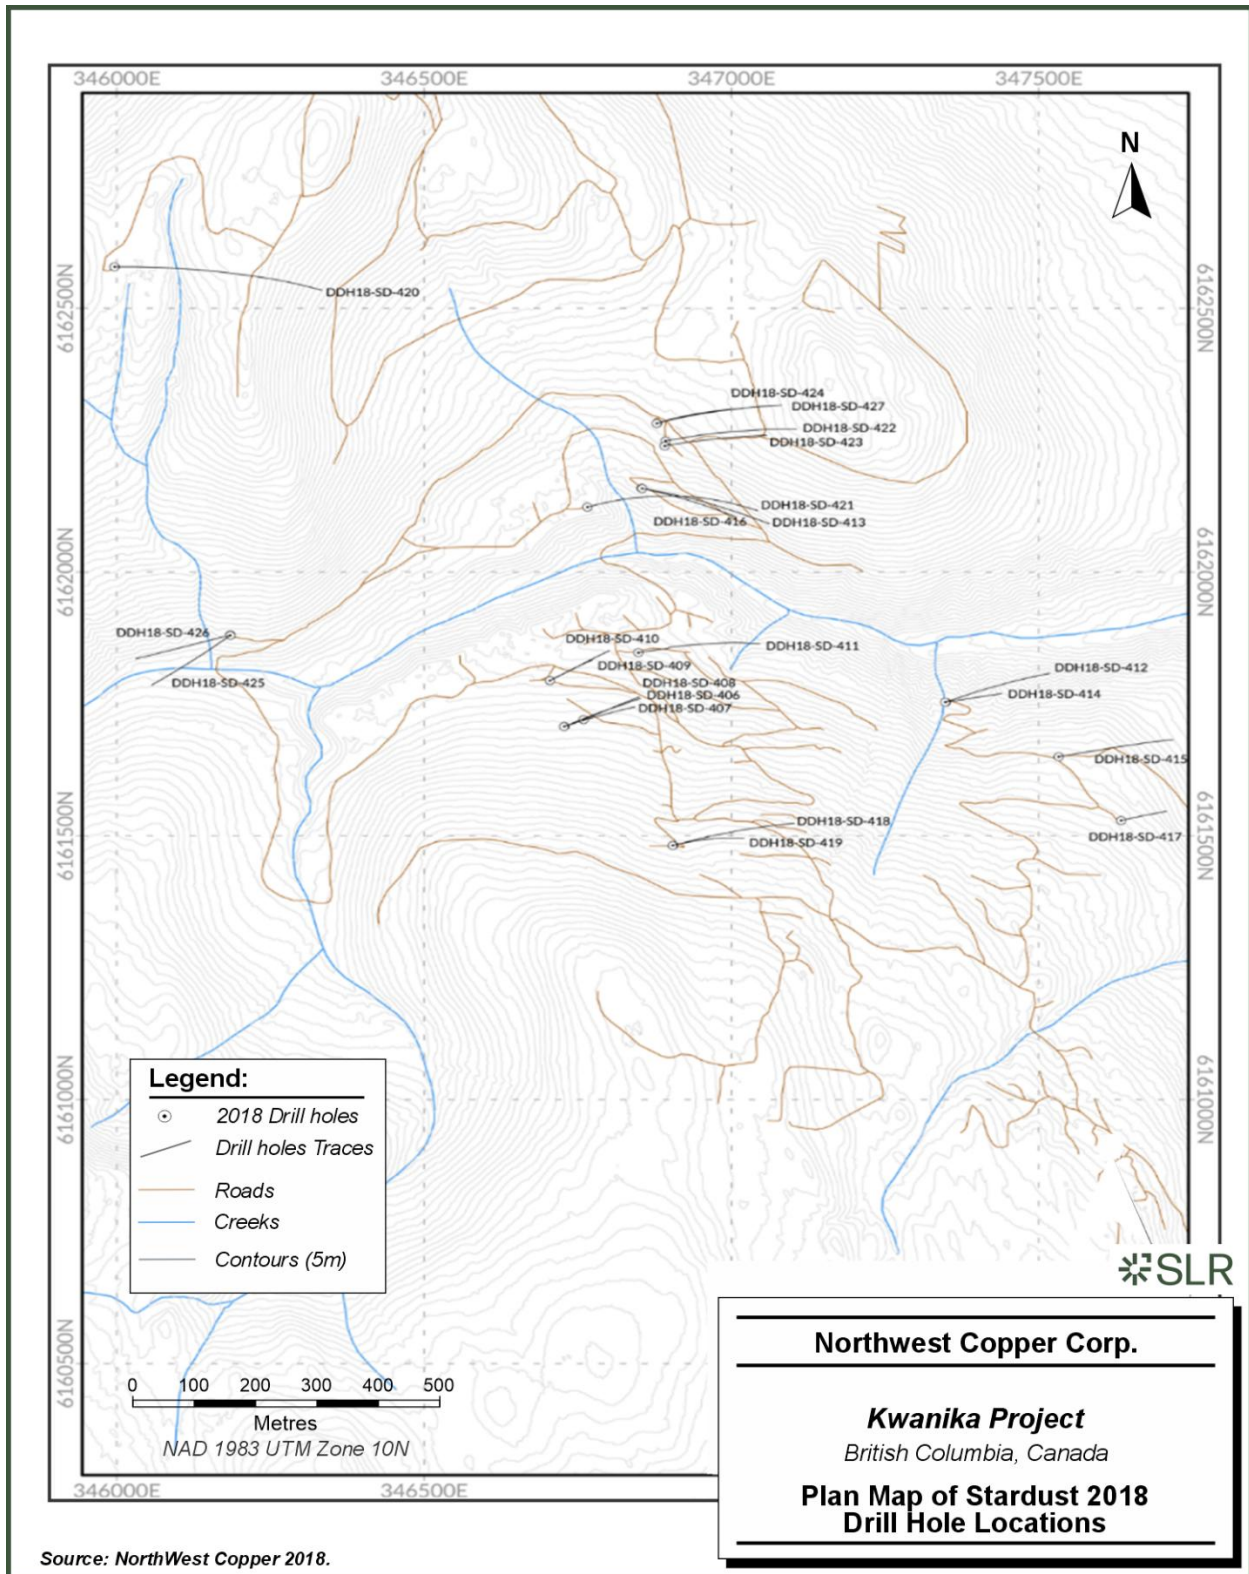 346000E 346500E 347000E 347500E
N
6162500N
6162500N
DDH18-SD-420
DDH18-SD-424
DDH18-SD-427
DDH18-SD-422
DDH18-SD-423
DDH18-SD-421
DDH18-SD-416
DDH18-SD-413
6162000N
6162000N
DDH18-SD-426
DDH18-SD-425
DDH18-SD-410
DDH18-SD-411
DDH18-SD-409
DDH18-SD-408
DDH18-SD-406
DDH18-SD-407
DDH18-SD-412
DDH18-SD-414
DDH18-SD-415
DDH18-SD-417
DDH18-SD-418
DDH18-SD-419
6161500N
6161500N
6161000N
6161000N
Legend:
2018 Drill holes
Drill holes Traces
Roads
Creeks
Contours (5m)
6160500N
0 100 200 300 400 500
Metres
NAD 1983 UTM Zone 10N
346000E 346500E
SLR
Northwest Copper Corp.
Kwanika Project
British Columbia, Canada
Plan Map of Stardust 2018
Drill Hole Locations
Source: NorthWest Copper 2018.